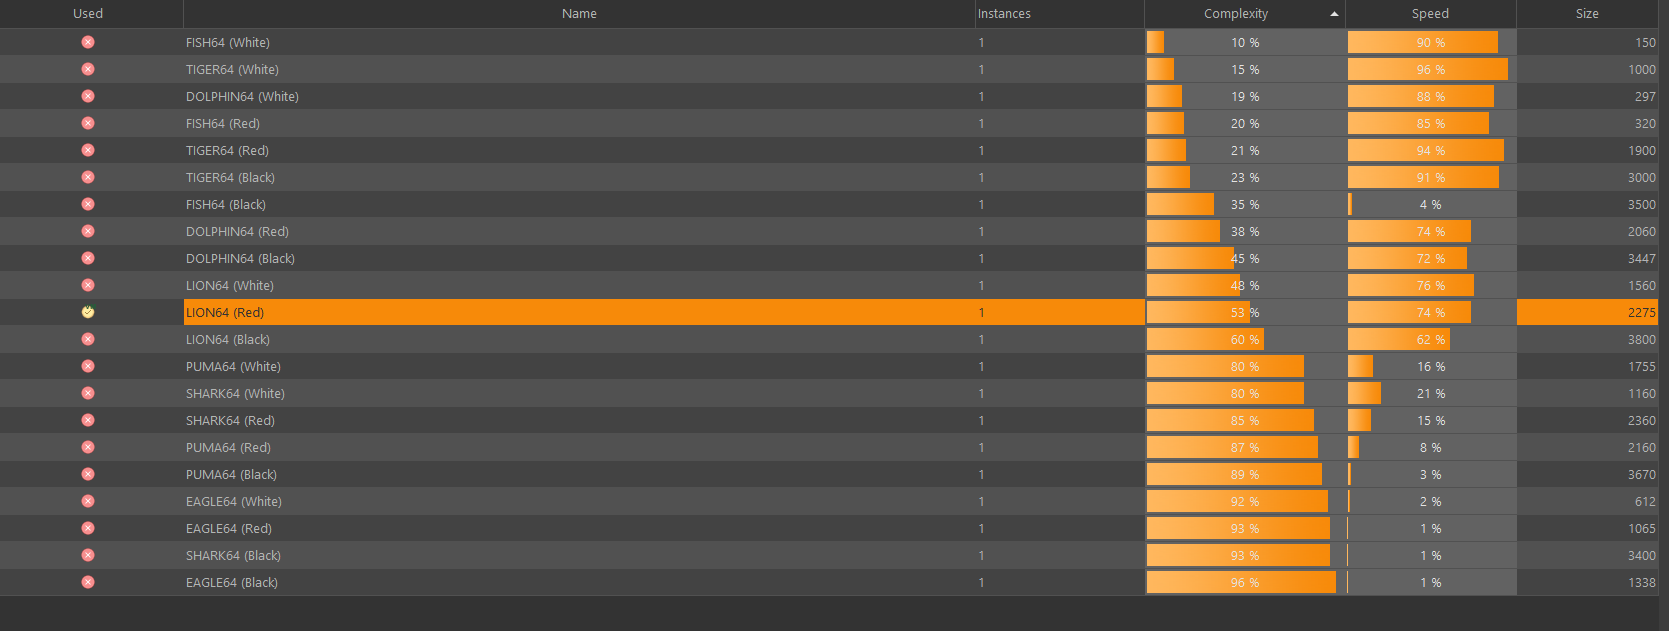 Used Name Instances Complexity Speed Size
FISH64 (White) 1 10 % 90 % 150
TIGER64 (White) 1 15 % 96 % 1000
DOLPHIN64 (White) 1 19 % 88 % 297
FISH64 (Red) 1 20 % 85 % 320
TIGER64 (Red) 1 21 % 94 % 1900
TIGER64 (Black) 1 23 % 91 % 3000
FISH64 (Black) 1 35 % 4 % 3500
DOLPHIN64 (Red) 1 38 % 74 % 2060
DOLPHIN64 (Black) 1 45 % 72 % 3447
LION64 (White) 1 48 % 76 % 1560
LION64 (Red) 1 53 % 74 % 2275
LION64 (Black) 1 60 % 62 % 3800
PUMA64 (White) 1 80 % 16 % 1755
SHARK64 (White) 1 80 % 21 % 1160
SHARK64 (Red) 1 85 % 15 % 2360
PUMA64 (Red) 1 87 % 8 % 2160
PUMA64 (Black) 1 89 % 3 % 3670
EAGLE64 (White) 1 92 % 2 % 612
EAGLE64 (Red) 1 93 % 1 % 1065
SHARK64 (Black) 1 93 % 1 % 3400
EAGLE64 (Black) 1 96 % 1 % 1338